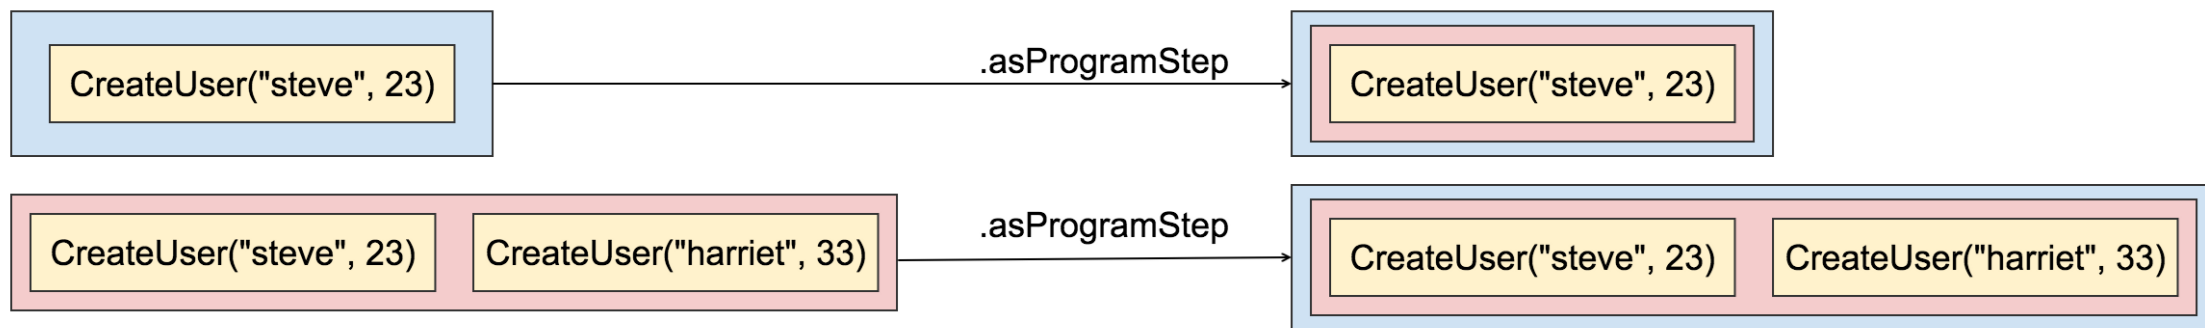 CreateUser("steve", 23)
.asProgramStep
CreateUser("steve", 23)
CreateUser("steve", 23)
CreateUser("harriet", 33)
.asProgramStep
CreateUser("steve", 23)
CreateUser("harriet", 33)